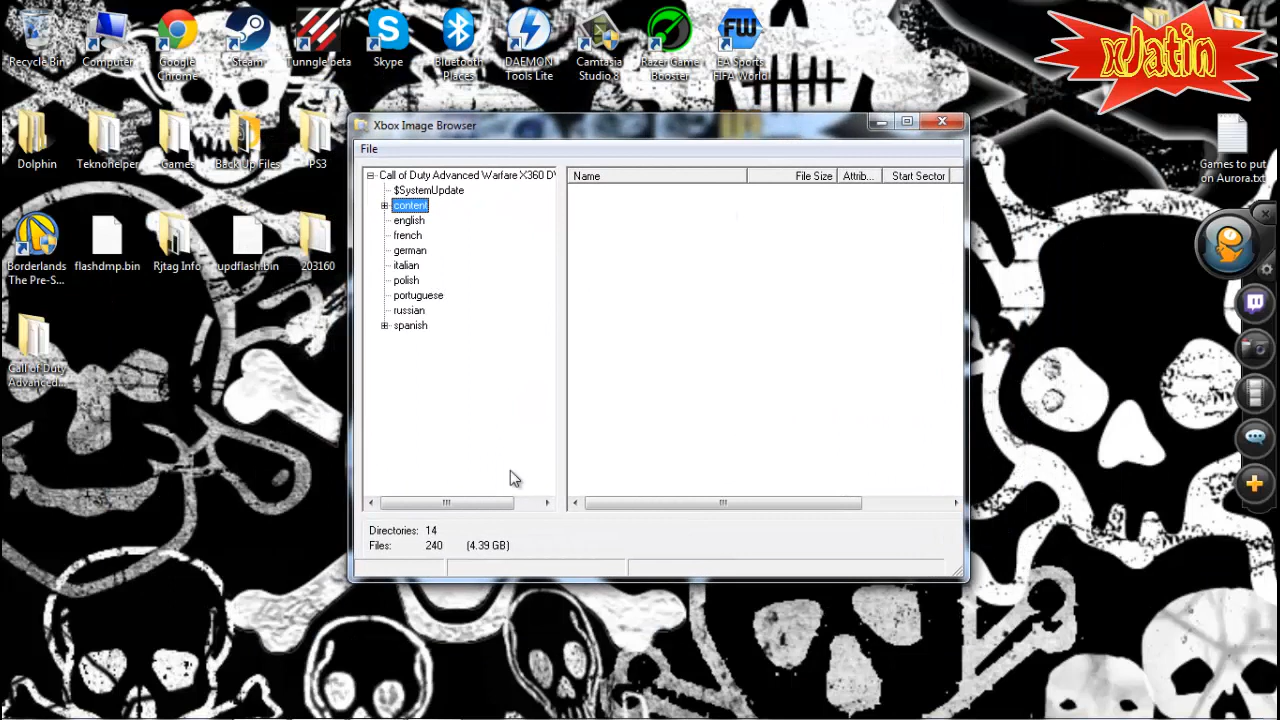 Recycle Bin
Computer
Google
Chrome
Steam
Tunngle beta
Skype
Bluetooth
Places
DAEMON
Tools Lite
Camtasia
Studio 8
Razer Game
Booster
FW
EA Sports
FIFA World
xJatin
Dolphin
Teknohelper
Games
Back Up Files
PS3
Games to put
on Aurora.txt
Borderlands
The Pre-S...
flashdmp.bin
Rjtag Info
updflash.bin
203160
Call of Duty
Advanced...
Xbox Image Browser
File
Call of Duty Advanced Warfare X360 DV
$SystemUpdate
content
english
french
german
italian
polish
portuguese
russian
spanish
Name
File Size
Attrib...
Start Sector
Directories: 14
Files: 240 (4.39 GB)